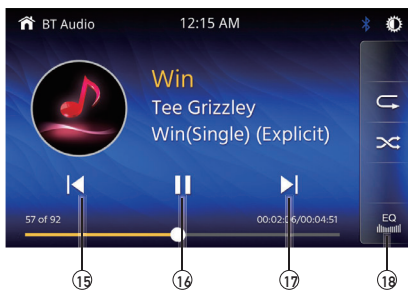 BT Audio 12:15 AM
Win
Tee Grizzley
Win(Single) (Explicit)
57 of 92 00:04:51
EQ
15 16 17 18